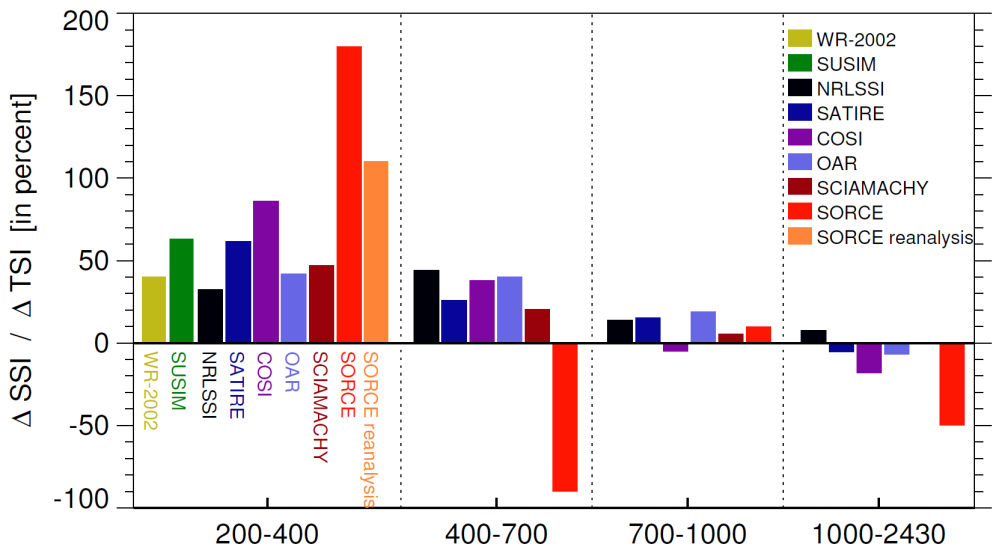 Δ SSI / Δ TSI [in percent]
200
150
100
50
0
-50
-100
WR-2002
SUSIM
NRLSSI
SATIRE
COSI
OAR
SCIAMACHY
SORCE
SORCE reanalysis
WR-2002
SUSIM
NRLSSI
SATIRE
COSI
OAR
SCIAMACHY
SORCE
SORCE reanalysis
200-400
400-700
700-1000
1000-2430